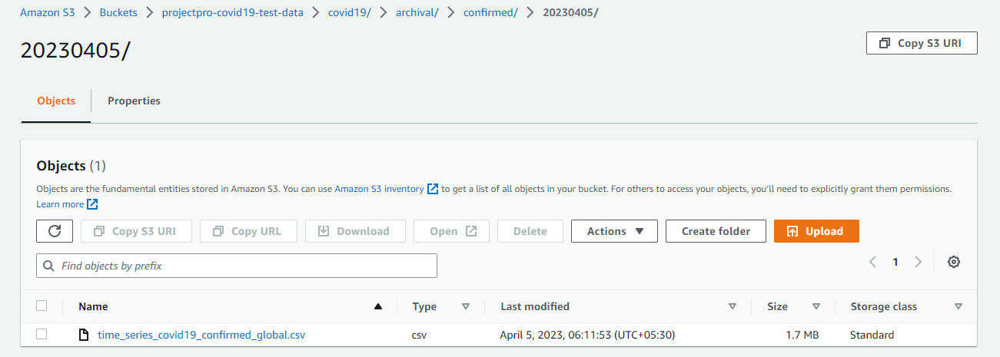 Amazon S3 > Buckets > projectpro-covid19-test-data > covid19/ > archival/ > confirmed/ > 20230405/
20230405/
Copy S3 URI
Objects
Properties
Objects (1)
Objects are the fundamental entities stored in Amazon S3. You can use Amazon S3 inventory to get a list of all objects in your bucket. For others to access your objects, you'll need to explicitly grant them permissions.
Learn more
Copy S3 URI Copy URL Download Open Delete Actions Create folder Upload
Find objects by prefix
1
Name Type Last modified Size Storage class
time_series_covid19_confirmed_global.csv csv April 5, 2023, 06:11:53 (UTC+05:30) 1.7 MB Standard